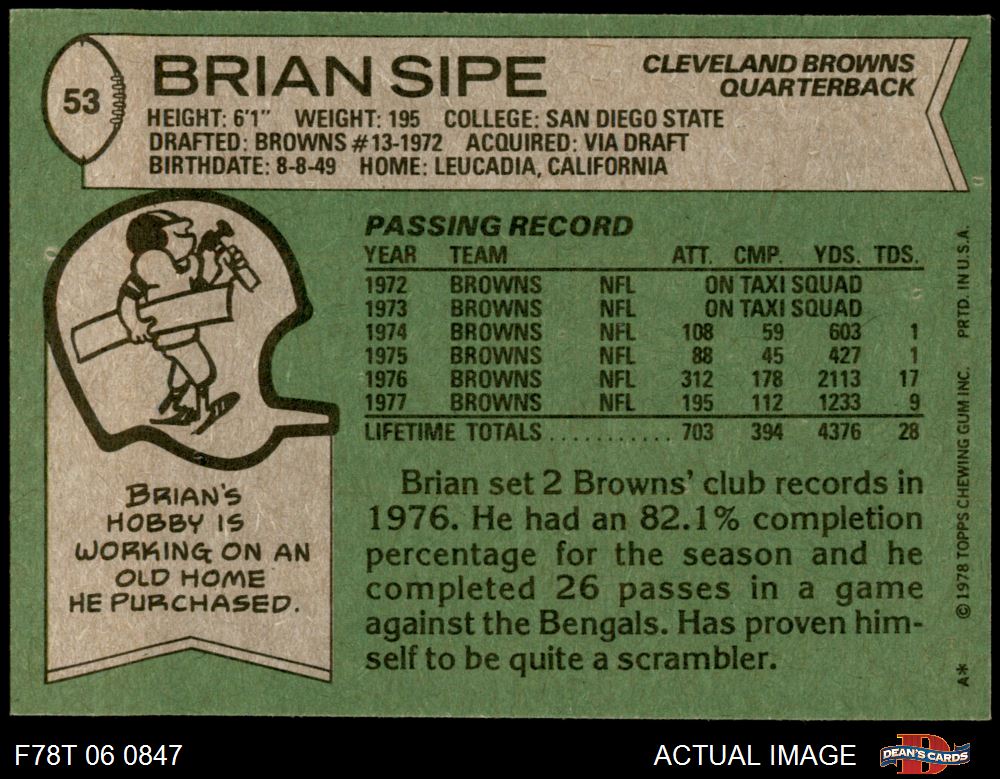 53
BRIAN SIPE
CLEVELAND BROWNS
QUARTERBACK
HEIGHT: 6'1" WEIGHT: 195 COLLEGE: SAN DIEGO STATE
DRAFTED: BROWNS #13-1972 ACQUIRED: VIA DRAFT
BIRTHDATE: 8-8-49 HOME: LEUCADIA, CALIFORNIA
PASSING RECORD
YEAR TEAM ATT. CMP. YDS. TDS.
1972 BROWNS NFL ON TAXI SQUAD
1973 BROWNS NFL ON TAXI SQUAD
1974 BROWNS NFL 108 59 603 1
1975 BROWNS NFL 88 45 427 1
1976 BROWNS NFL 312 178 2113 17
1977 BROWNS NFL 195 112 1233 9
LIFETIME TOTALS ........... 703 394 4376 28
BRIAN'S
HOBBY IS
WORKING ON AN
OLD HOME
HE PURCHASED.
Brian set 2 Browns' club records in
1976. He had an 82.1% completion
percentage for the season and he
completed 26 passes in a game
against the Bengals. Has proven him-
self to be quite a scrambler.
A* © 1978 TOPPS CHEWING GUM INC. PRTD. IN U.S.A.
F78T 06 0847
ACTUAL IMAGE
D
DEAN'S CARDS